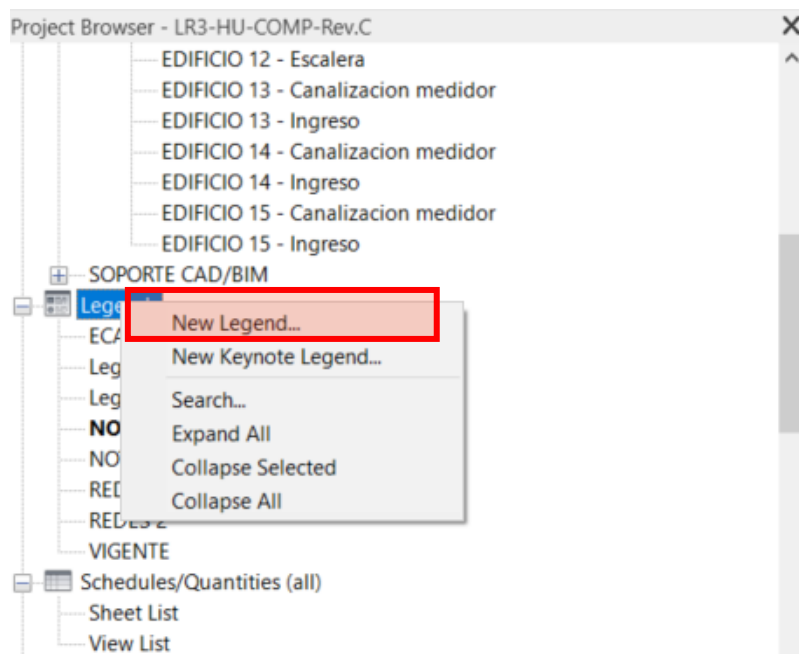 Project Browser - LR3-HU-COMP-Rev.C
EDIFICIO 12 - Escalera
EDIFICIO 13 - Canalizacion medidor
EDIFICIO 13 - Ingreso
EDIFICIO 14 - Canalizacion medidor
EDIFICIO 14 - Ingreso
EDIFICIO 15 - Canalizacion medidor
EDIFICIO 15 - Ingreso
SOPORTE CAD/BIM
New Legend...
New Keynote Legend...
Search...
Expand All
Collapse Selected
Collapse All
REDES 2
VIGENTE
Schedules/Quantities (all)
Sheet List
View List